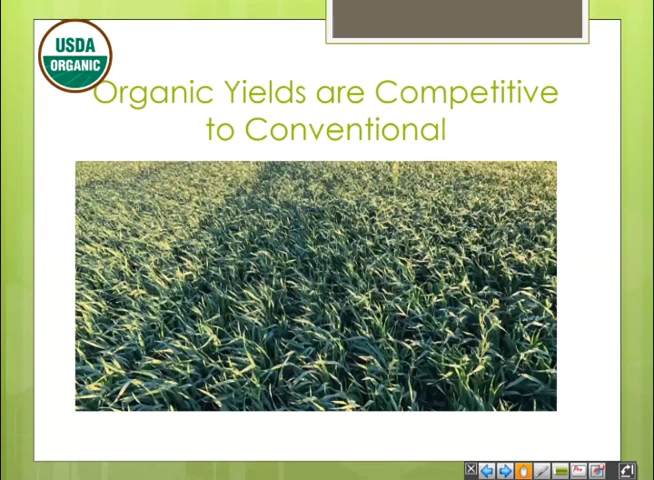 USDA
ORGANIC
Organic Yields are Competitive
to Conventional